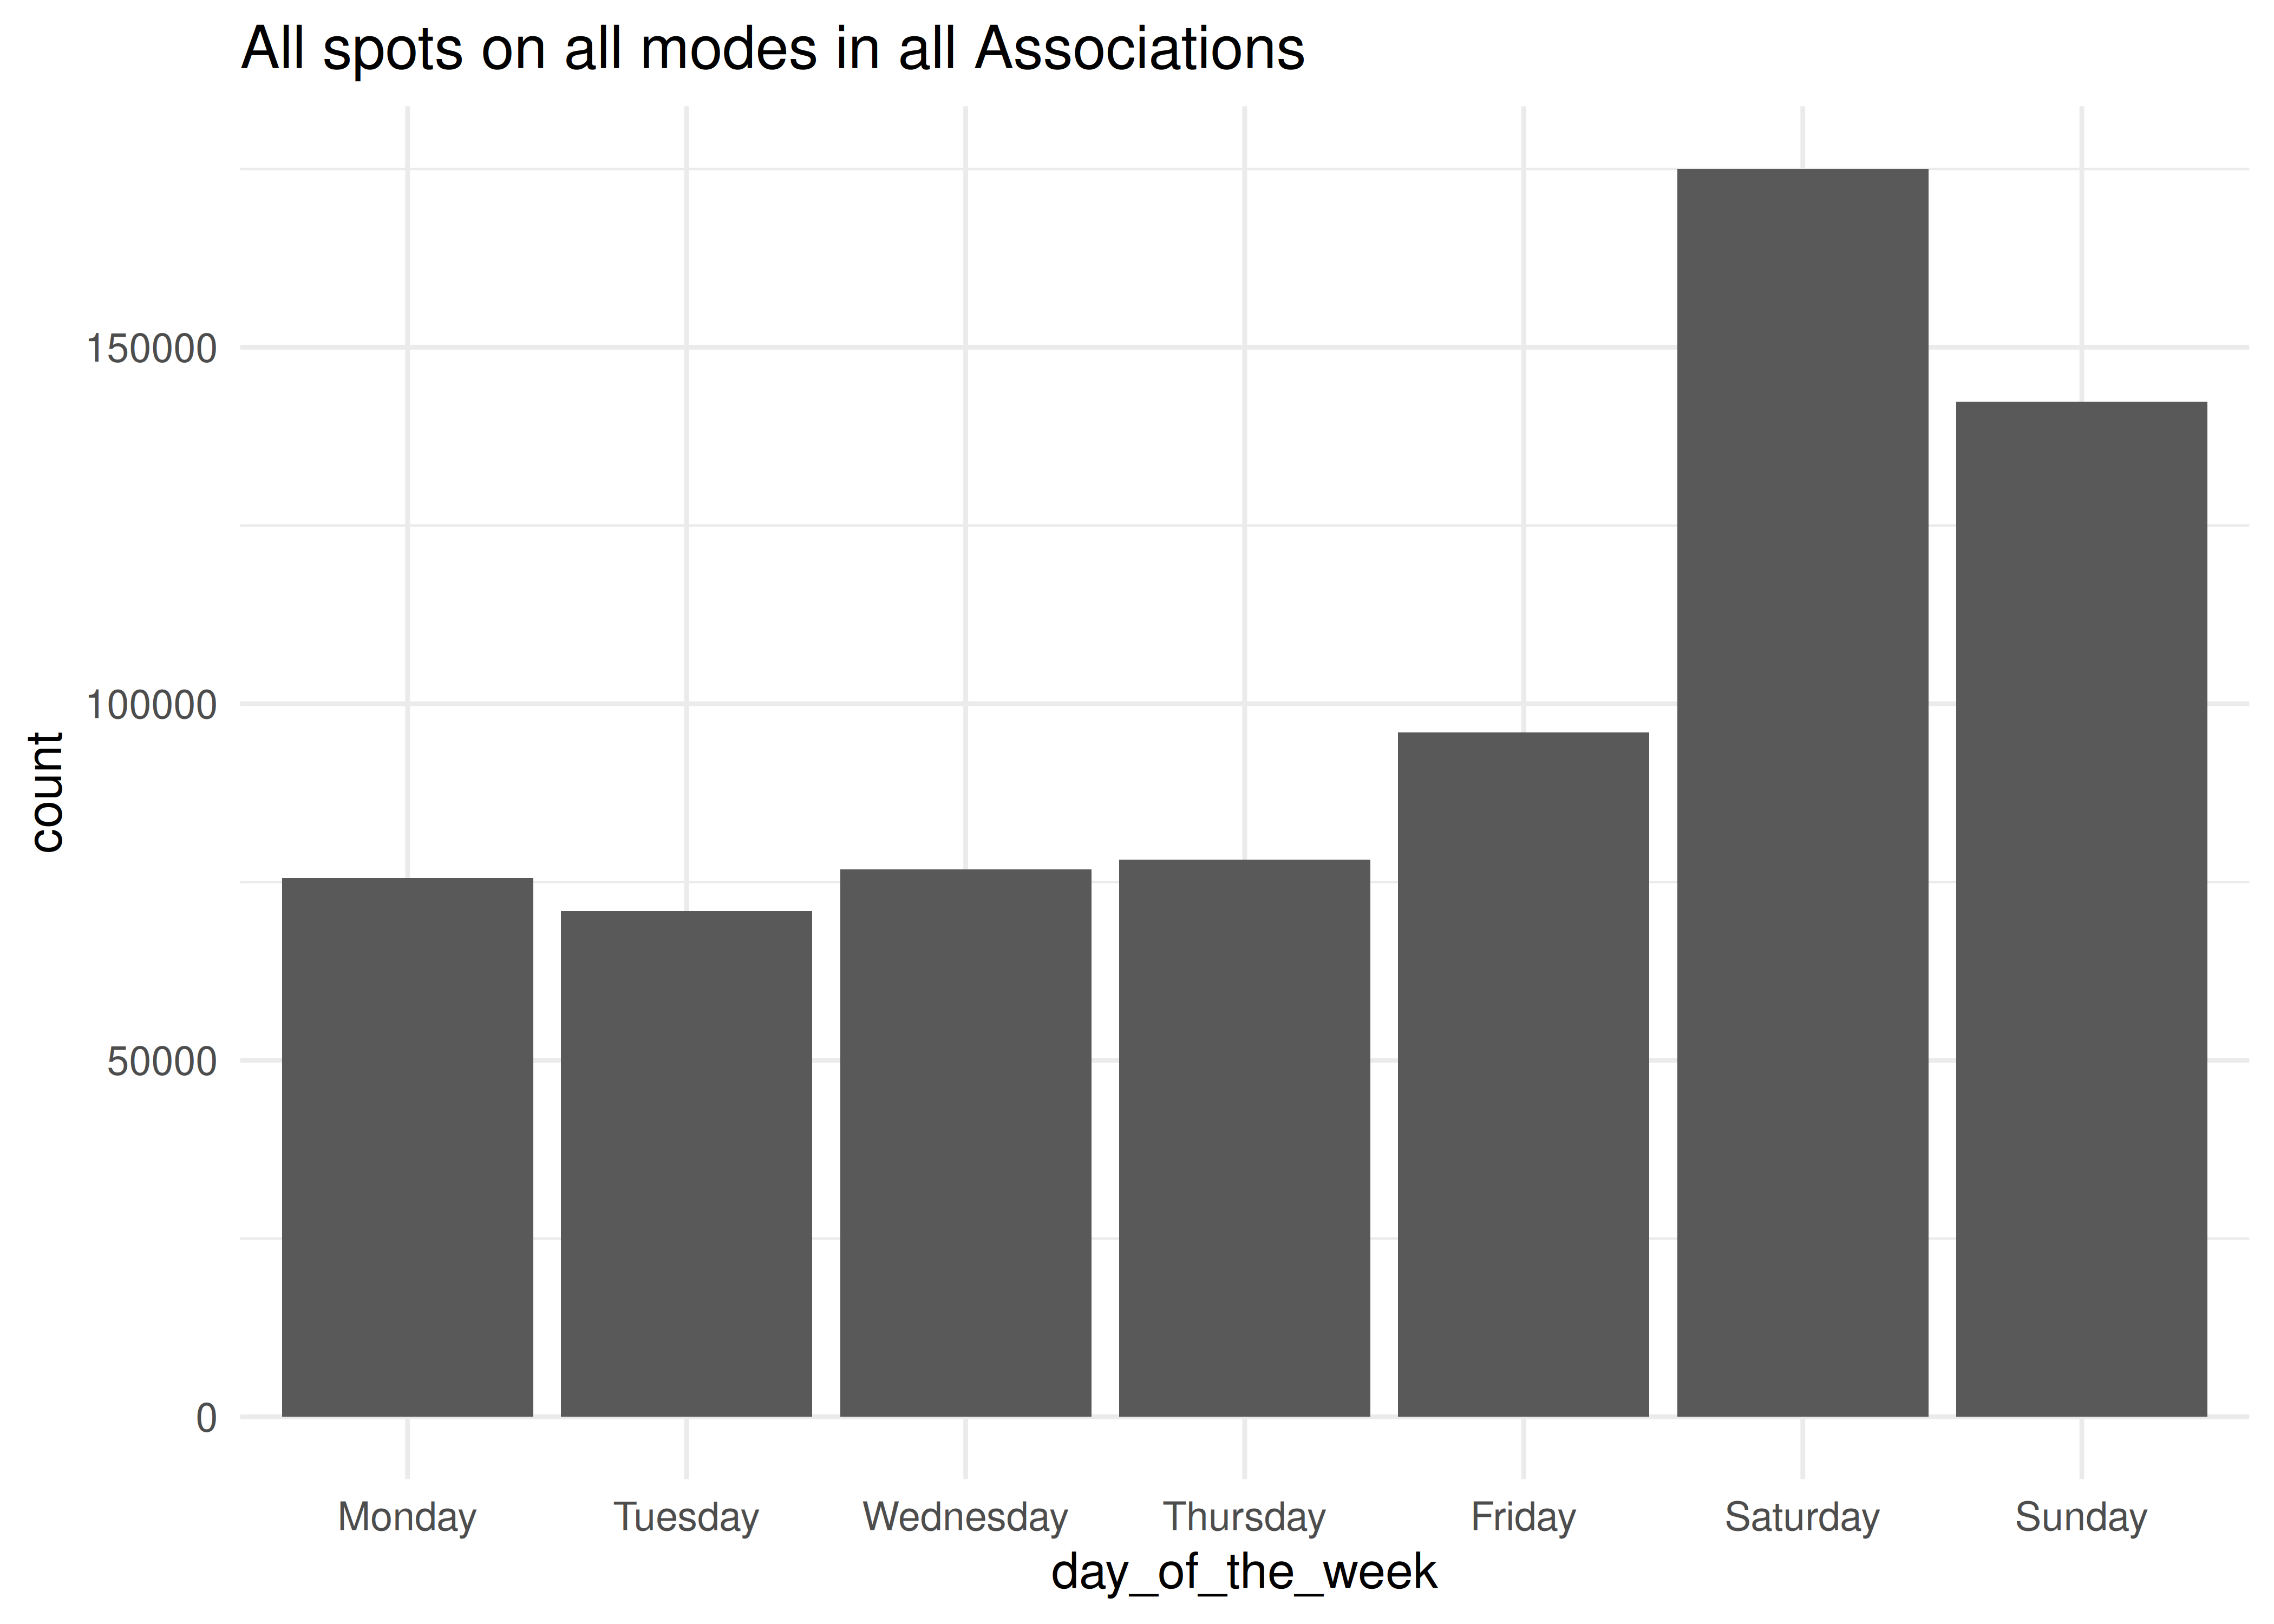 All spots on all modes in all Associations
count
150000
100000
50000
0
Monday Tuesday Wednesday Thursday Friday Saturday Sunday
day_of_the_week